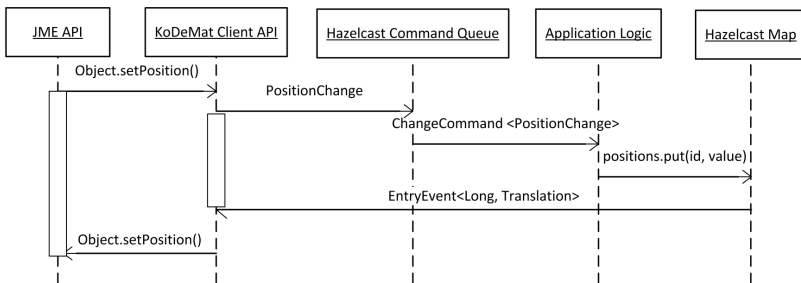 JME API
KoDeMat Client API
Hazelcast Command Queue
Application Logic
Hazelcast Map
Object.setPosition()
PositionChange
ChangeCommand <PositionChange>
positions.put(id, value)
EntryEvent<Long, Translation>
Object.setPosition()